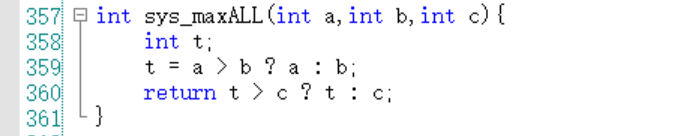 357 int sys_maxALL(int a,int b,int c){
358 int t;
359 t = a > b ? a : b;
360 return t > c ? t : c;
361 }